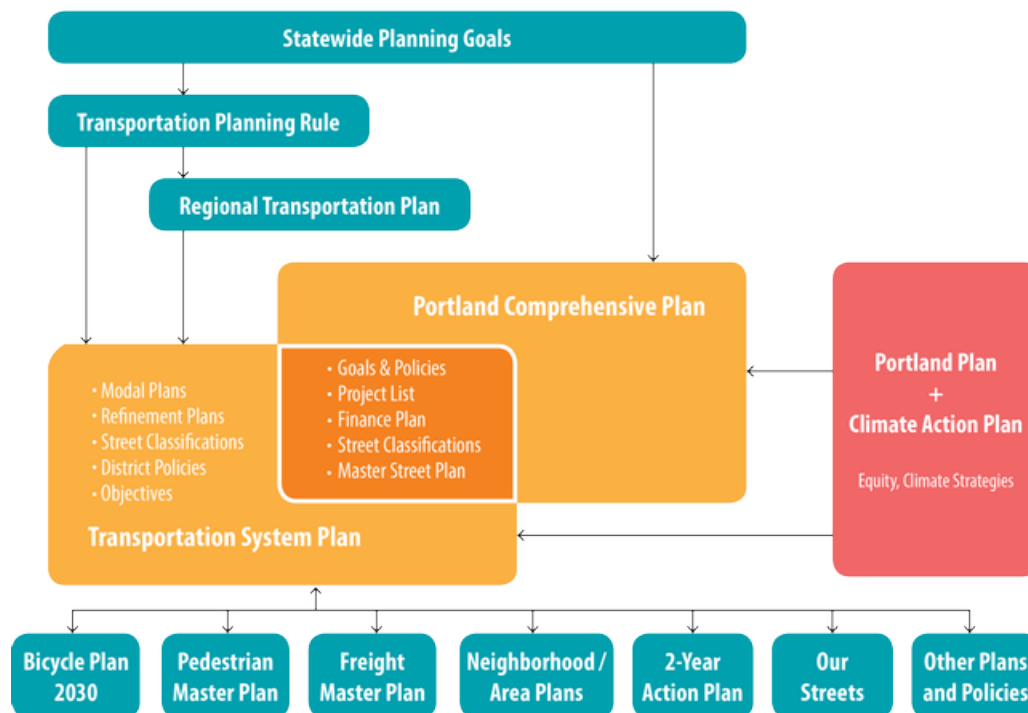 Statewide Planning Goals
Transportation Planning Rule
Regional Transportation Plan
Portland Comprehensive Plan
• Goals & Policies
• Project List
• Finance Plan
• Street Classifications
• Master Street Plan
• Modal Plans
• Refinement Plans
• Street Classifications
• District Policies
• Objectives
Transportation System Plan
Portland Plan
+
Climate Action Plan
Equity, Climate Strategies
Bicycle Plan
2030
Pedestrian
Master Plan
Freight
Master Plan
Neighborhood /
Area Plans
2-Year
Action Plan
Our
Streets
Other Plans
and Policies